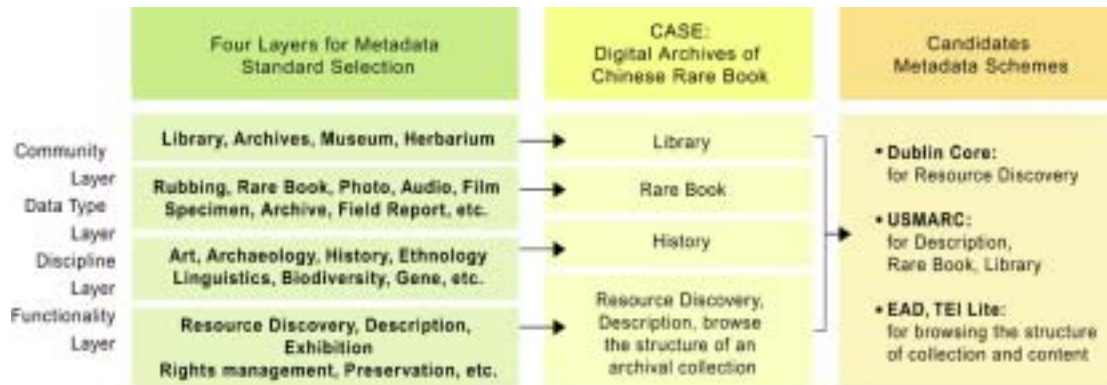 Four Layers for Metadada
Standard Selection
CASE:
Digital Archives of
Chinese Rare Book
Candidates
Metadada Schemes
Community
Layer
Data Type
Layer
Discipline
Layer
Functionality
Layer
Library, Archives, Museum, Herbarium
Rubbing, Rare Book, Photo, Audio, Film
Specimen, Archive, Field Report, etc.
Art, Archaeology, History, Ethnology
Linguistics, Biodiversity, Gene, etc.
Resource Discovery, Description,
Exhibition
Rights management, Preservation, etc.
Library
Rare Book
History
Resource Discovery,
Description, browse
the structure of an
archival collection
• Dublin Core:
for Resource Discovery
• USMARC:
for Description,
Rare Book, Library
• EAD, TEI Lite:
for browsing the structure
of collection and content